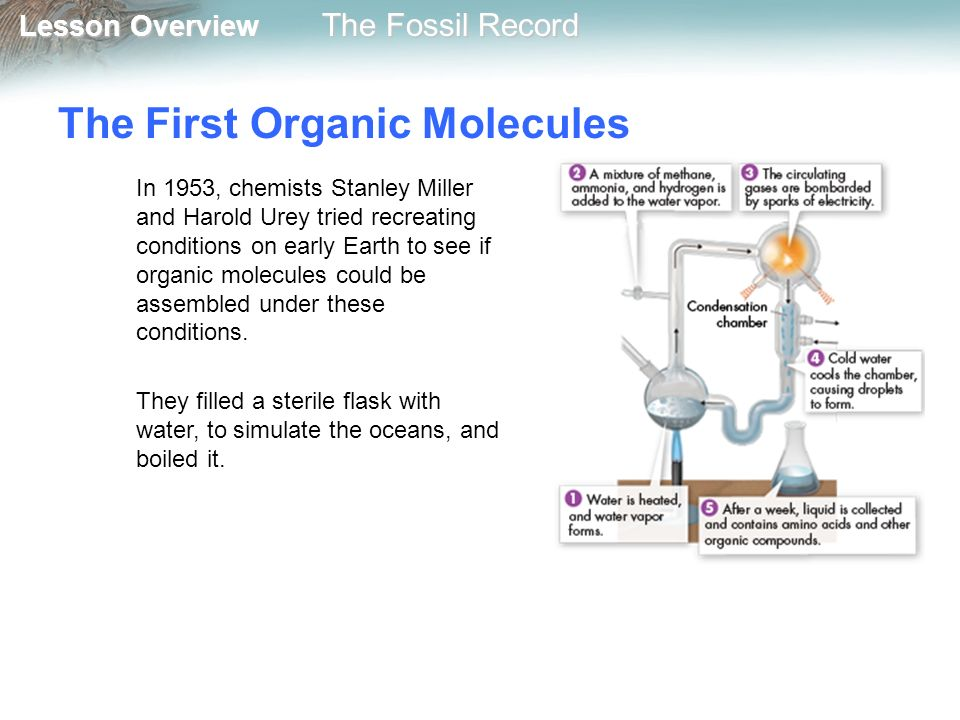 Lesson Overview The Fossil Record
The First Organic Molecules
In 1953, chemists Stanley Miller
and Harold Urey tried recreating
conditions on early Earth to see if
organic molecules could be
assembled under these
conditions.
They filled a sterile flask with
water, to simulate the oceans, and
boiled it.
2 A mixture of methane,
ammonia, and hydrogen is
added to the water vapor.
3 The circulating
gases are bombarded
by sparks of electricity.
Condensation
chamber
4 Cold water
cools the chamber,
causing droplets
to form.
1 Water is heated,
and water vapor
forms.
5 After a week, liquid is collected
and contains amino acids and other
organic compounds.